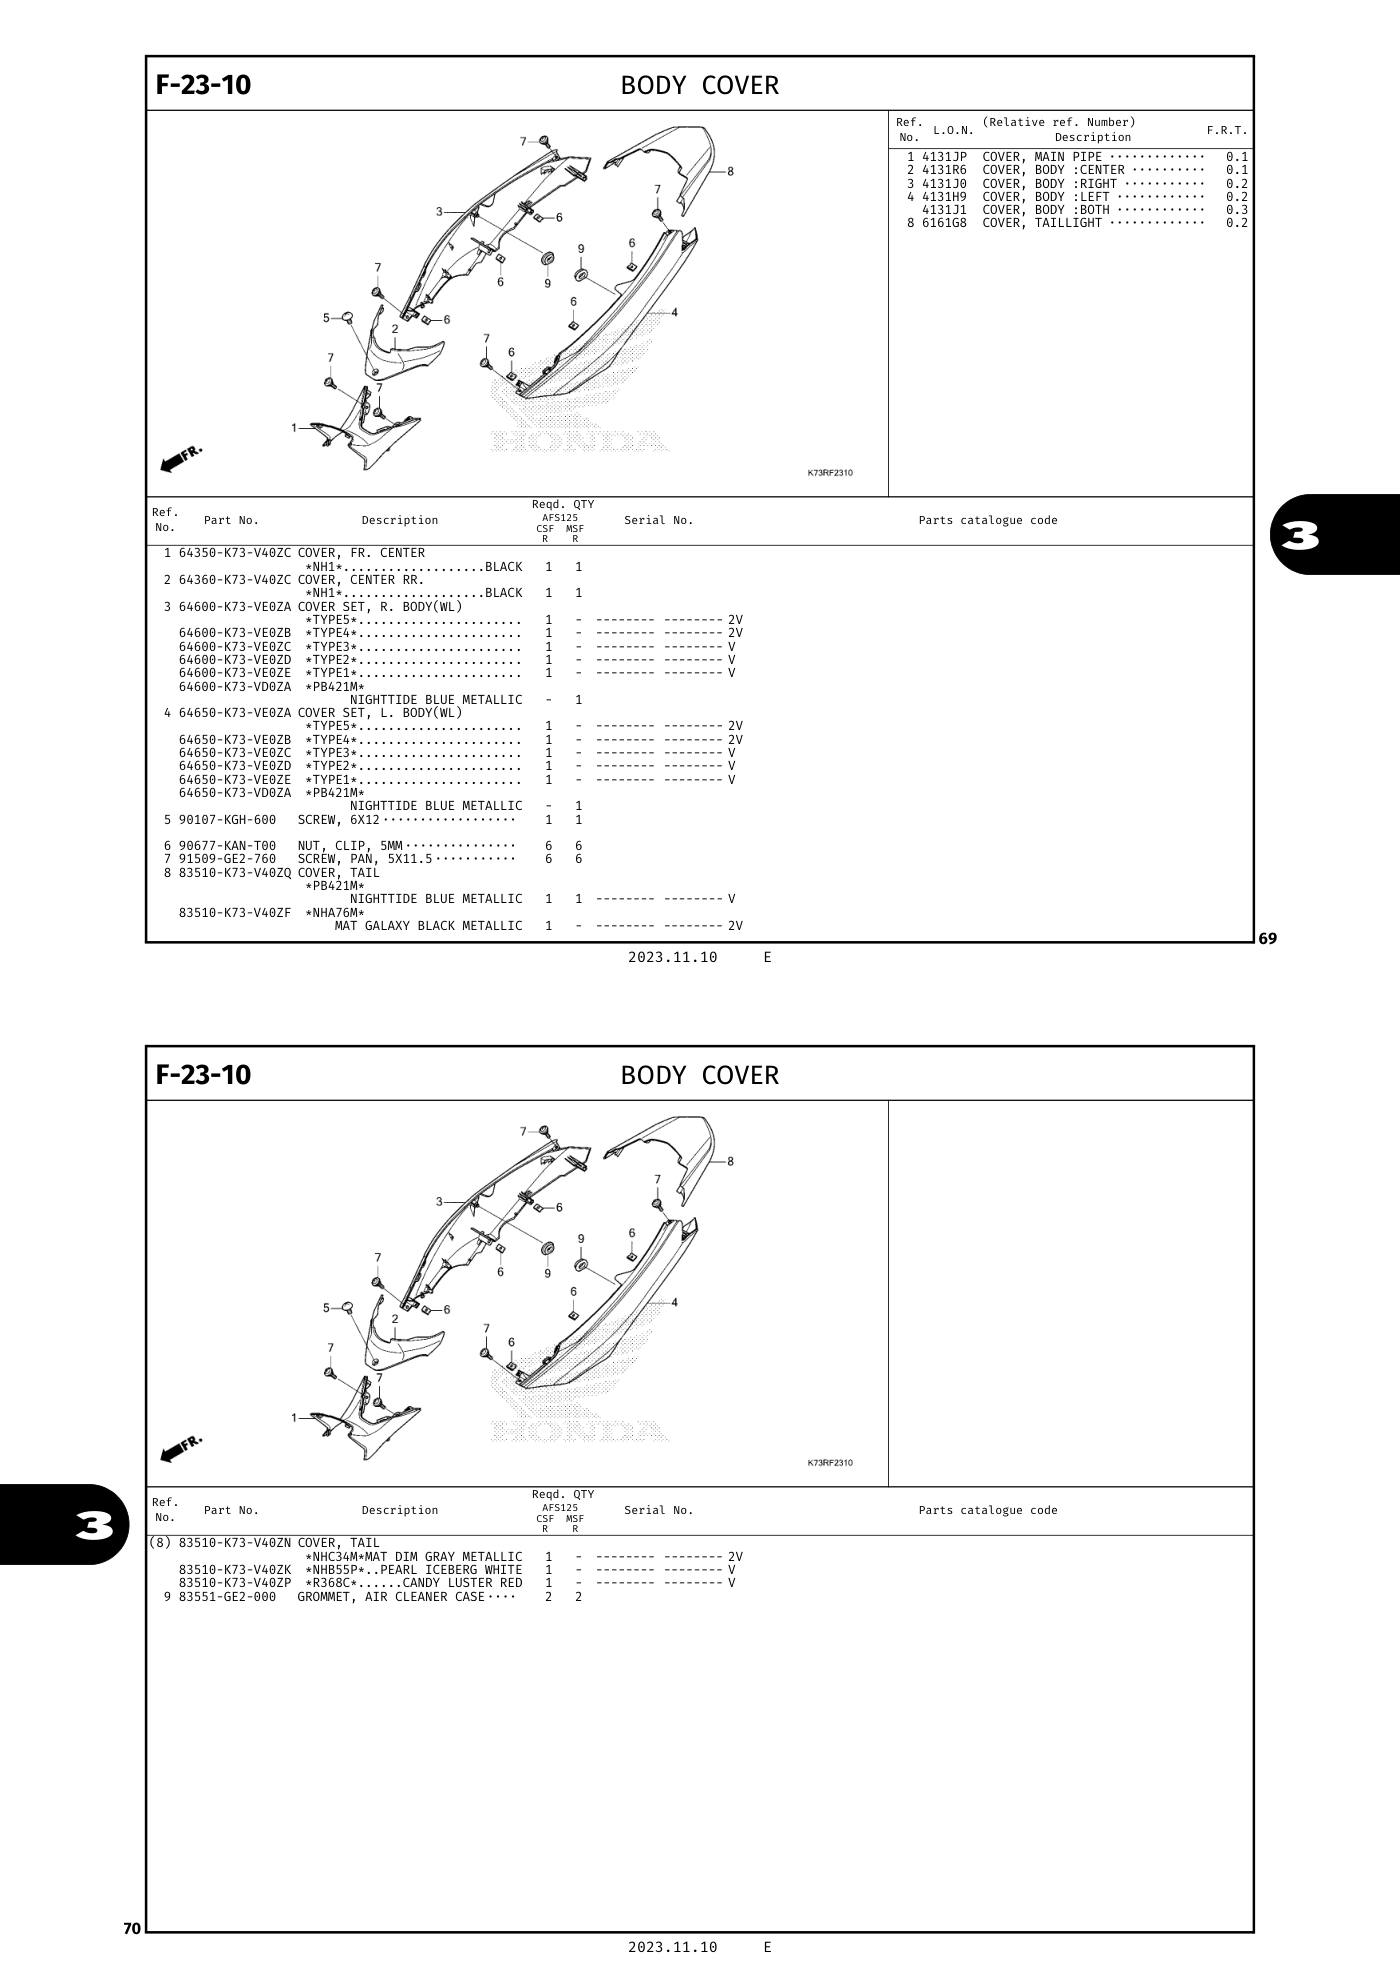 F-23-10
BODY COVER
7
8
3
7
6
9
6
7
6
9
6
5
6
2
4
7
7
6
7
1
HONDA
FR.
K73RF2310
Ref. No. L.O.N. (Relative ref. Number) Description F.R.T.
1 4131JP COVER, MAIN PIPE ············· 0.1
2 4131R6 COVER, BODY :CENTER ·········· 0.1
3 4131J0 COVER, BODY :RIGHT ··········· 0.2
4 4131H9 COVER, BODY :LEFT ············ 0.2
4131J1 COVER, BODY :BOTH ············ 0.3
8 6161G8 COVER, TAILLIGHT ············· 0.2
Reqd. QTY
Ref. No. Part No. Description AFS125 Serial No. Parts catalogue code
CSF MSF
R R
1 64350-K73-V40ZC COVER, FR. CENTER
*NH1*...................BLACK 1 1
2 64360-K73-V40ZC COVER, CENTER RR.
*NH1*...................BLACK 1 1
3 64600-K73-VE0ZA COVER SET, R. BODY(WL)
*TYPE5*...................... 1 - -------- -------- 2V
64600-K73-VE0ZB *TYPE4*...................... 1 - -------- -------- 2V
64600-K73-VE0ZC *TYPE3*...................... 1 - -------- -------- V
64600-K73-VE0ZD *TYPE2*...................... 1 - -------- -------- V
64600-K73-VE0ZE *TYPE1*...................... 1 - -------- -------- V
64600-K73-VD0ZA *PB421M*
NIGHTTIDE BLUE METALLIC - 1
4 64650-K73-VE0ZA COVER SET, L. BODY(WL)
*TYPE5*...................... 1 - -------- -------- 2V
64650-K73-VE0ZB *TYPE4*...................... 1 - -------- -------- 2V
64650-K73-VE0ZC *TYPE3*...................... 1 - -------- -------- V
64650-K73-VE0ZD *TYPE2*...................... 1 - -------- -------- V
64650-K73-VE0ZE *TYPE1*...................... 1 - -------- -------- V
64650-K73-VD0ZA *PB421M*
NIGHTTIDE BLUE METALLIC - 1
5 90107-KGH-600 SCREW, 6X12·················· 1 1
6 90677-KAN-T00 NUT, CLIP, 5MM··············· 6 6
7 91509-GE2-760 SCREW, PAN, 5X11.5··········· 6 6
8 83510-K73-V40ZQ COVER, TAIL
*PB421M*
NIGHTTIDE BLUE METALLIC 1 1 -------- -------- V
83510-K73-V40ZF *NHA76M*
MAT GALAXY BLACK METALLIC 1 - -------- -------- 2V
3
69
2023.11.10 E
F-23-10
BODY COVER
7
8
3
7
6
9
6
7
6
9
6
5
6
2
4
7
7
6
7
1
HONDA
FR.
K73RF2310
Reqd. QTY
Ref. No. Part No. Description AFS125 Serial No. Parts catalogue code
CSF MSF
R R
(8) 83510-K73-V40ZN COVER, TAIL
*NHC34M*MAT DIM GRAY METALLIC 1 - -------- -------- 2V
83510-K73-V40ZK *NHB55P*..PEARL ICEBERG WHITE 1 - -------- -------- V
83510-K73-V40ZP *R368C*......CANDY LUSTER RED 1 - -------- -------- V
9 83551-GE2-000 GROMMET, AIR CLEANER CASE···· 2 2
3
70
2023.11.10 E